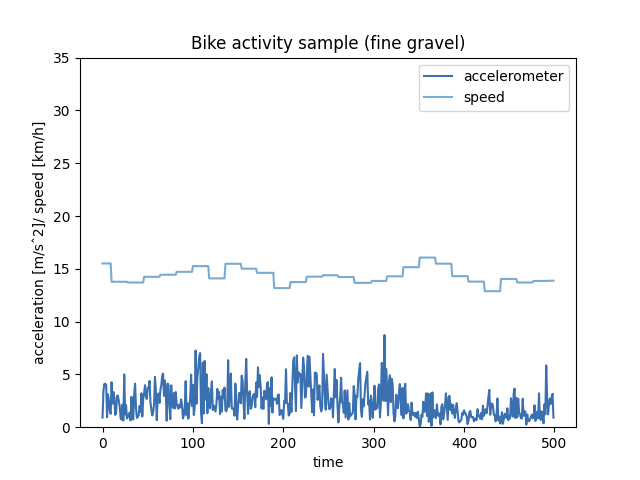 Bike activity sample (fine gravel)
accelerometer
speed
35
30
25
20
15
10
5
0
acceleration [m/s^2]/ speed [km/h]
0 100 200 300 400 500
time